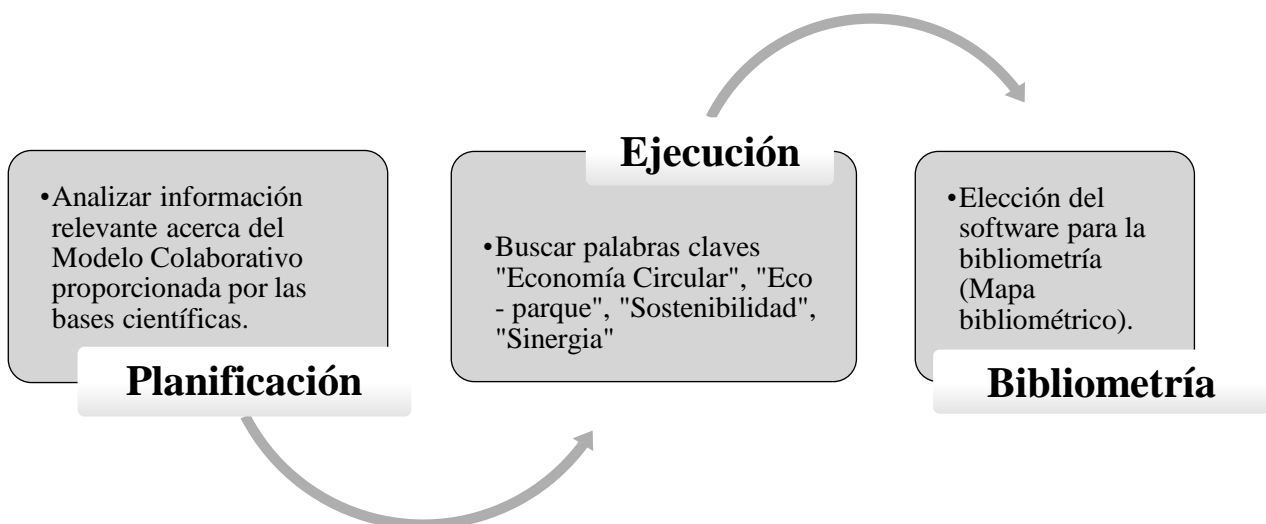 •Analizar información
relevante acerca del
Modelo Colaborativo
proporcionada por las
bases científicas.
Planificación
Ejecución
•Buscar palabras claves
"Economía Circular", "Eco
- parque", "Sostenibilidad",
"Sinergia"
•Elección del
software para la
bibliometría
(Mapa
bibliométrico).
Bibliometría